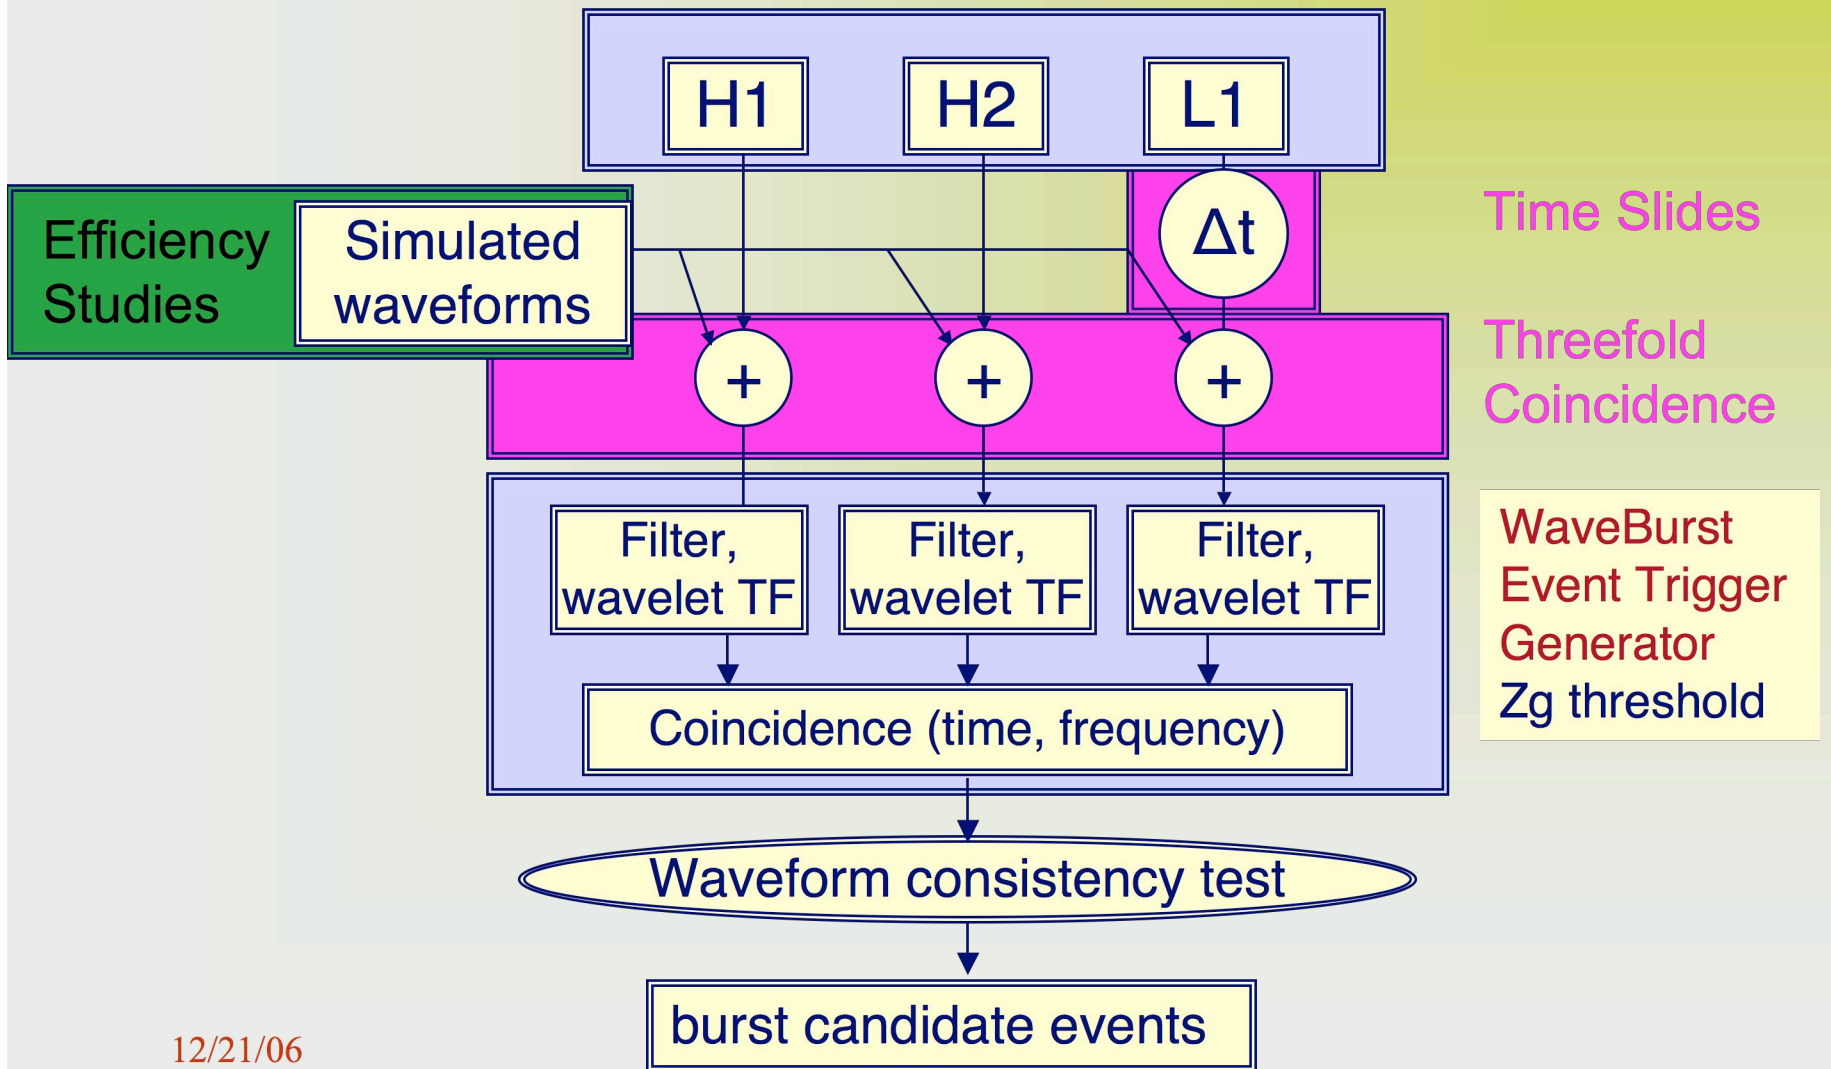 H1
H2
L1
Efficiency
Studies
Simulated
waveforms
Δt
Time Slides
+
+
+
Threefold
Coincidence
Filter,
wavelet TF
Filter,
wavelet TF
Filter,
wavelet TF
WaveBurst
Event Trigger
Generator
Zg threshold
Coincidence (time, frequency)
Waveform consistency test
burst candidate events
12/21/06